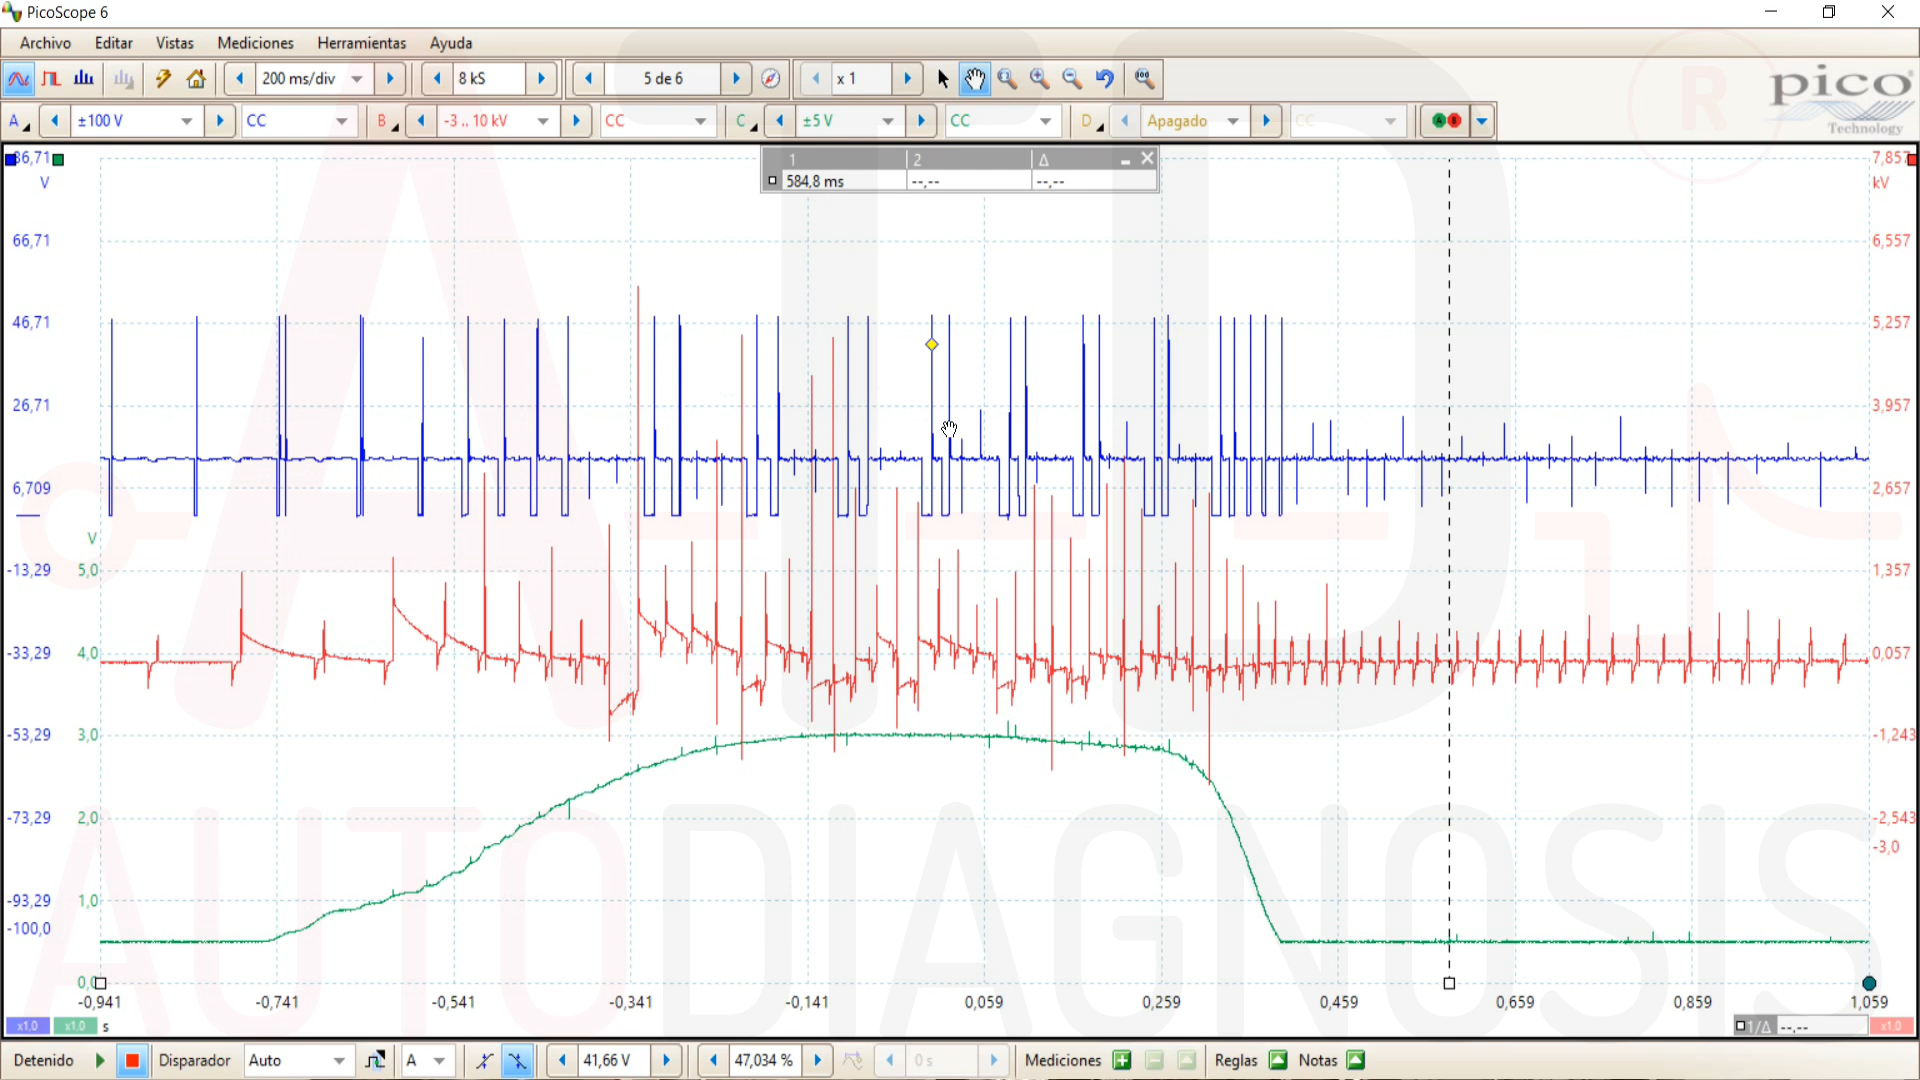 PicoScope 6
Archivo Editar Vistas Mediciones Herramientas Ayuda
200 ms/div 8 kS 5 de 6 x 1
pico
Technology
A ±100 V CC B -3 .. 10 kV CC C ±5 V CC D Apagado CC A B
86,71 7,857
V kV
1 2 Δ
584,8 ms --,-- --,--
66,71 6,557
46,71 5,257
26,71 3,957
6,709 2,657
V
-13,29 5,0 1,357
-33,29 4,0 0,057
-53,29 3,0 -1,243
-73,29 2,0 -2,543
-3,0
-93,29 1,0
-100,0
0,0
-0,941 -0,741 -0,541 -0,341 -0,141 0,059 0,259 0,459 0,659 0,859 1,059
x1,0 x1,0 s 1/Δ --,-- x1,0
ATD
®
AUTODIAGNOSIS
Detenido Disparador Auto A 41,66 V 47,034 % 0 s Mediciones Reglas Notas